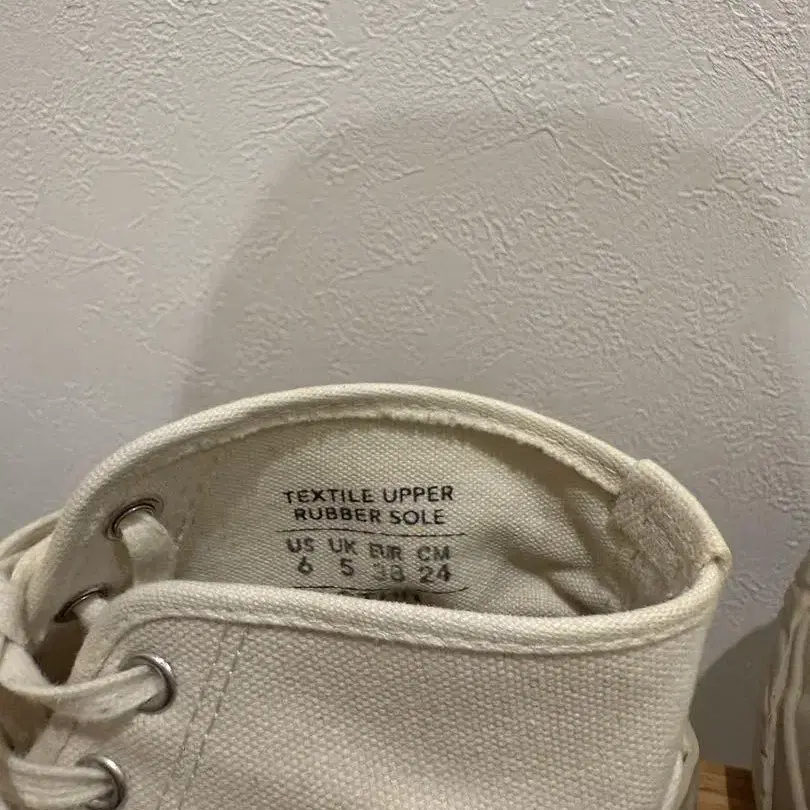 TEXTILE UPPER
RUBBER SOLE
US UK EUR CM
6 5 38 24